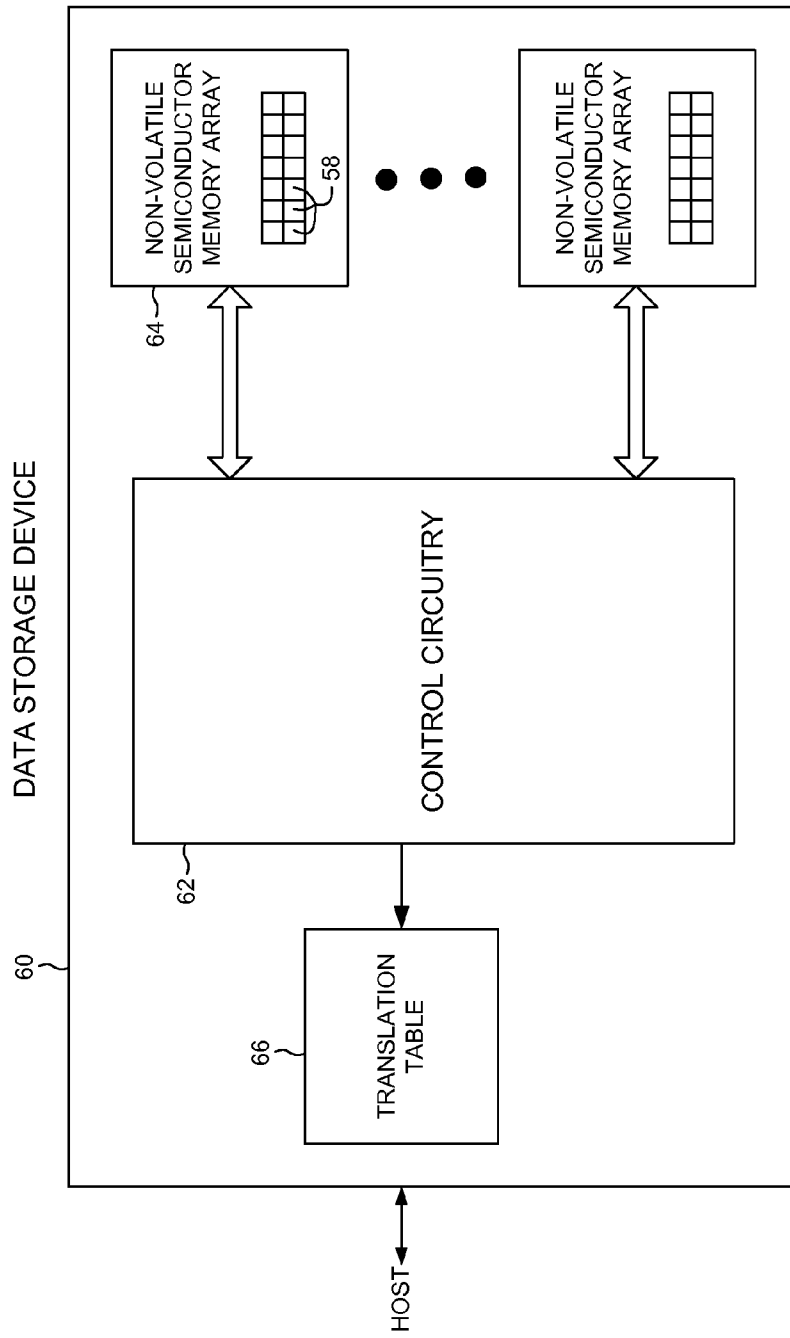 DATA STORAGE DEVICE
60
HOST
66
TRANSLATION
TABLE
62
CONTROL CIRCUITRY
64
NON-VOLATILE
SEMICONDUCTOR
MEMORY ARRAY
58
NON-VOLATILE
SEMICONDUCTOR
MEMORY ARRAY